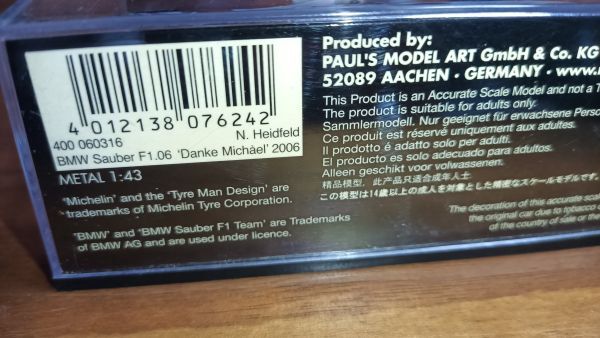 4 012138 076242
400 060316 N. Heidfeld
BMW Sauber F1.06 'Danke Michael' 2006
METAL 1:43
'Michelin' and the 'Tyre Man Design' are
trademarks of Michelin Tyre Corporation.
'BMW' and 'BMW Sauber F1 Team' are Trademarks
of BMW AG and are used under licence.
Produced by:
PAUL'S MODEL ART GmbH & Co. KG
52089 AACHEN · GERMANY · www.
This Product is an Accurate Scale Model and not a T
The product is suitable for adults only.
Sammlermodell. Nur geeignet für erwachsene Perso
Ce produit est réservé uniquement aux adultes.
Il prodotto é adatto solo per adulti.
El producto es solo adecuado para adultos.
Alleen geschikt voor volwassenen.
精品模型，此产品只适合成年人士.
この模型は14歳以上の成人を対象とした精密なスケールモデルです.
The decoration of this accurate scal
the original car due to tobacco
of the country of sale or the